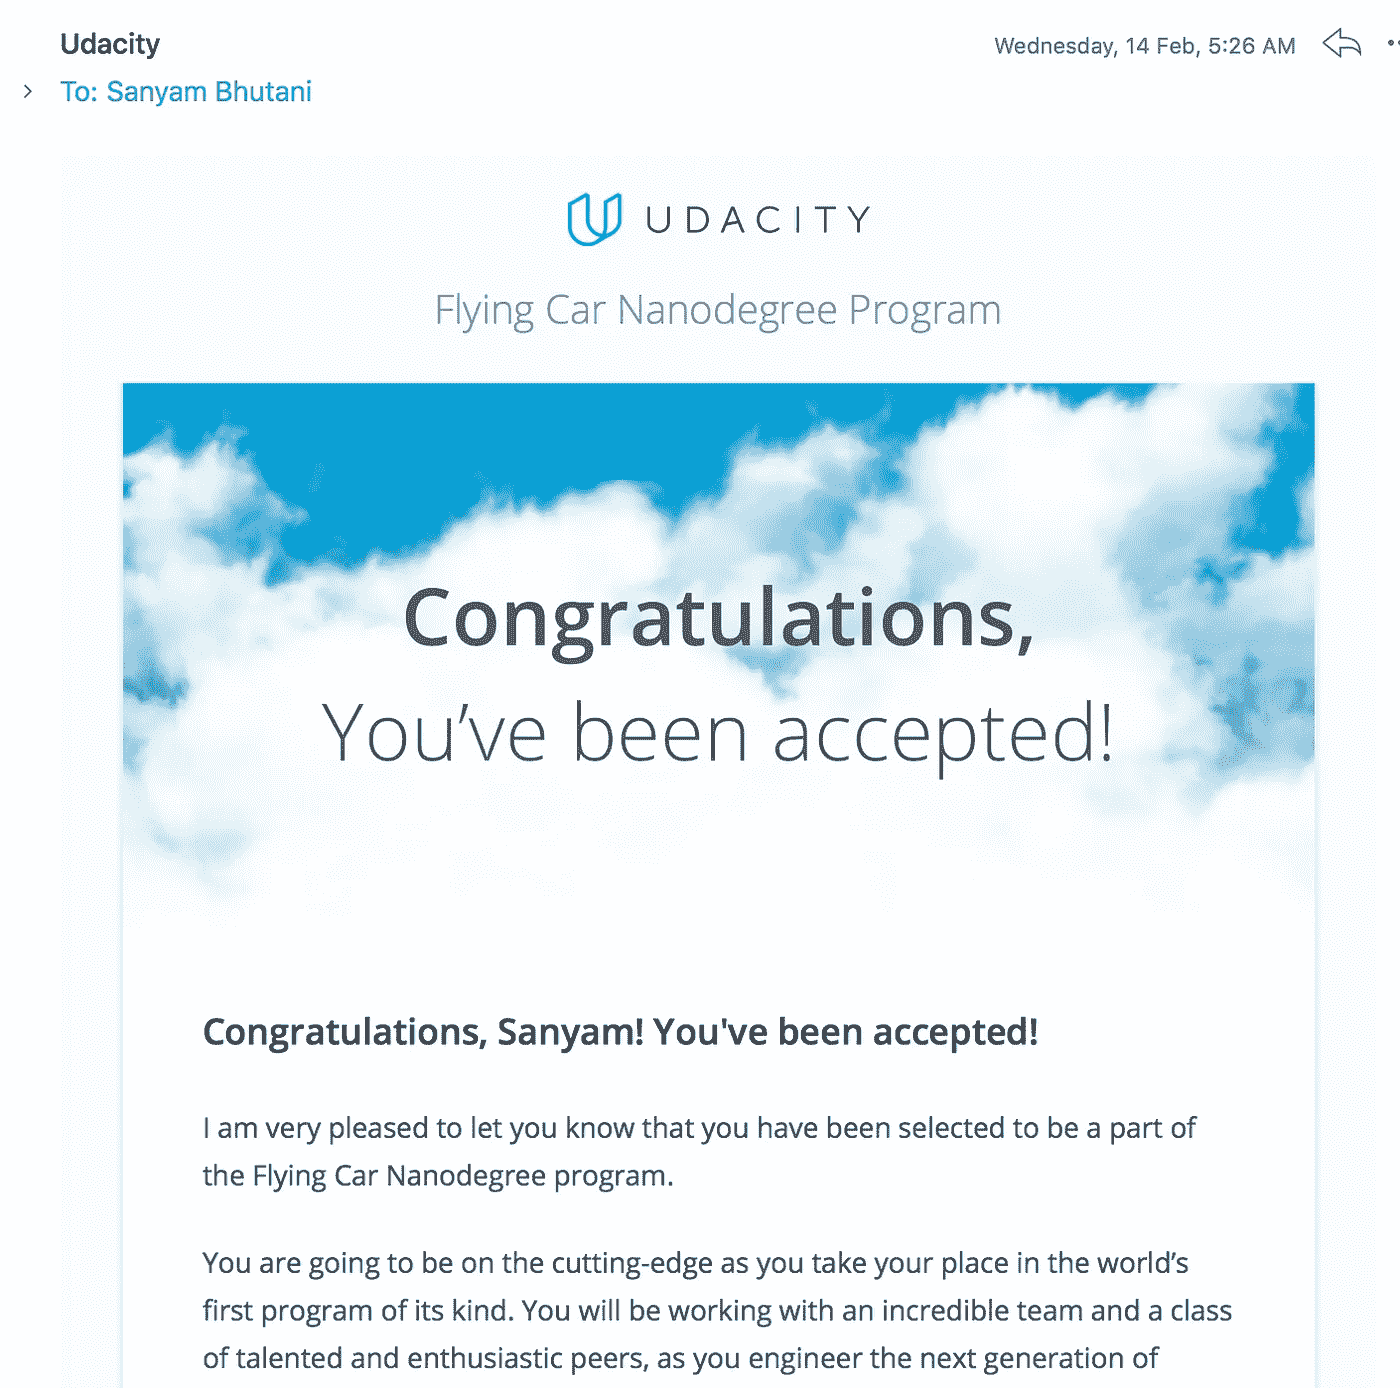 Udacity
Wednesday, 14 Feb, 5:26 AM
To: Sanyam Bhutani
UDACITY
Flying Car Nanodegree Program
Congratulations,
You’ve been accepted!
Congratulations, Sanyam! You've been accepted!
I am very pleased to let you know that you have been selected to be a part of
the Flying Car Nanodegree program.
You are going to be on the cutting-edge as you take your place in the world’s
first program of its kind. You will be working with an incredible team and a class
of talented and enthusiastic peers, as you engineer the next generation of